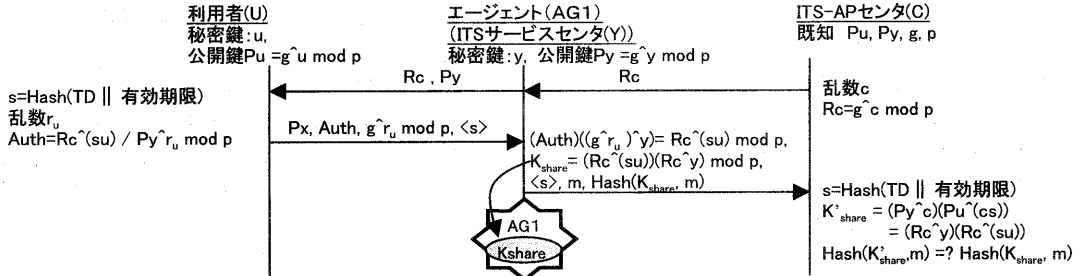 利用者(U)
秘密鍵:u,
公開鍵Pu =g^u mod p
エージェント(AG1)
(ITSサービスセンタ(Y))
秘密鍵:y, 公開鍵Py =g^y mod p
ITS-APセンタ(C)
既知 Pu, Py, g, p
Rc , Py
Rc
s=Hash(TD ∥ 有効期限)
乱数r_u
Auth=Rc^(su) / Py^r_u mod p
乱数c
Rc=g^c mod p
Px, Auth, g^r_u mod p, <s>
(Auth)((g^r_u )^y)= Rc^(su) mod p,
K_share= (Rc^(su))(Rc^y) mod p,
<s>, m, Hash(K_share, m)
s=Hash(TD ∥ 有効期限)
K'_share = (Py^c)(Pu^(cs))
= (Rc^y)(Rc^(su))
Hash(K'_share,m) =? Hash(K_share, m)
AG1
Kshare